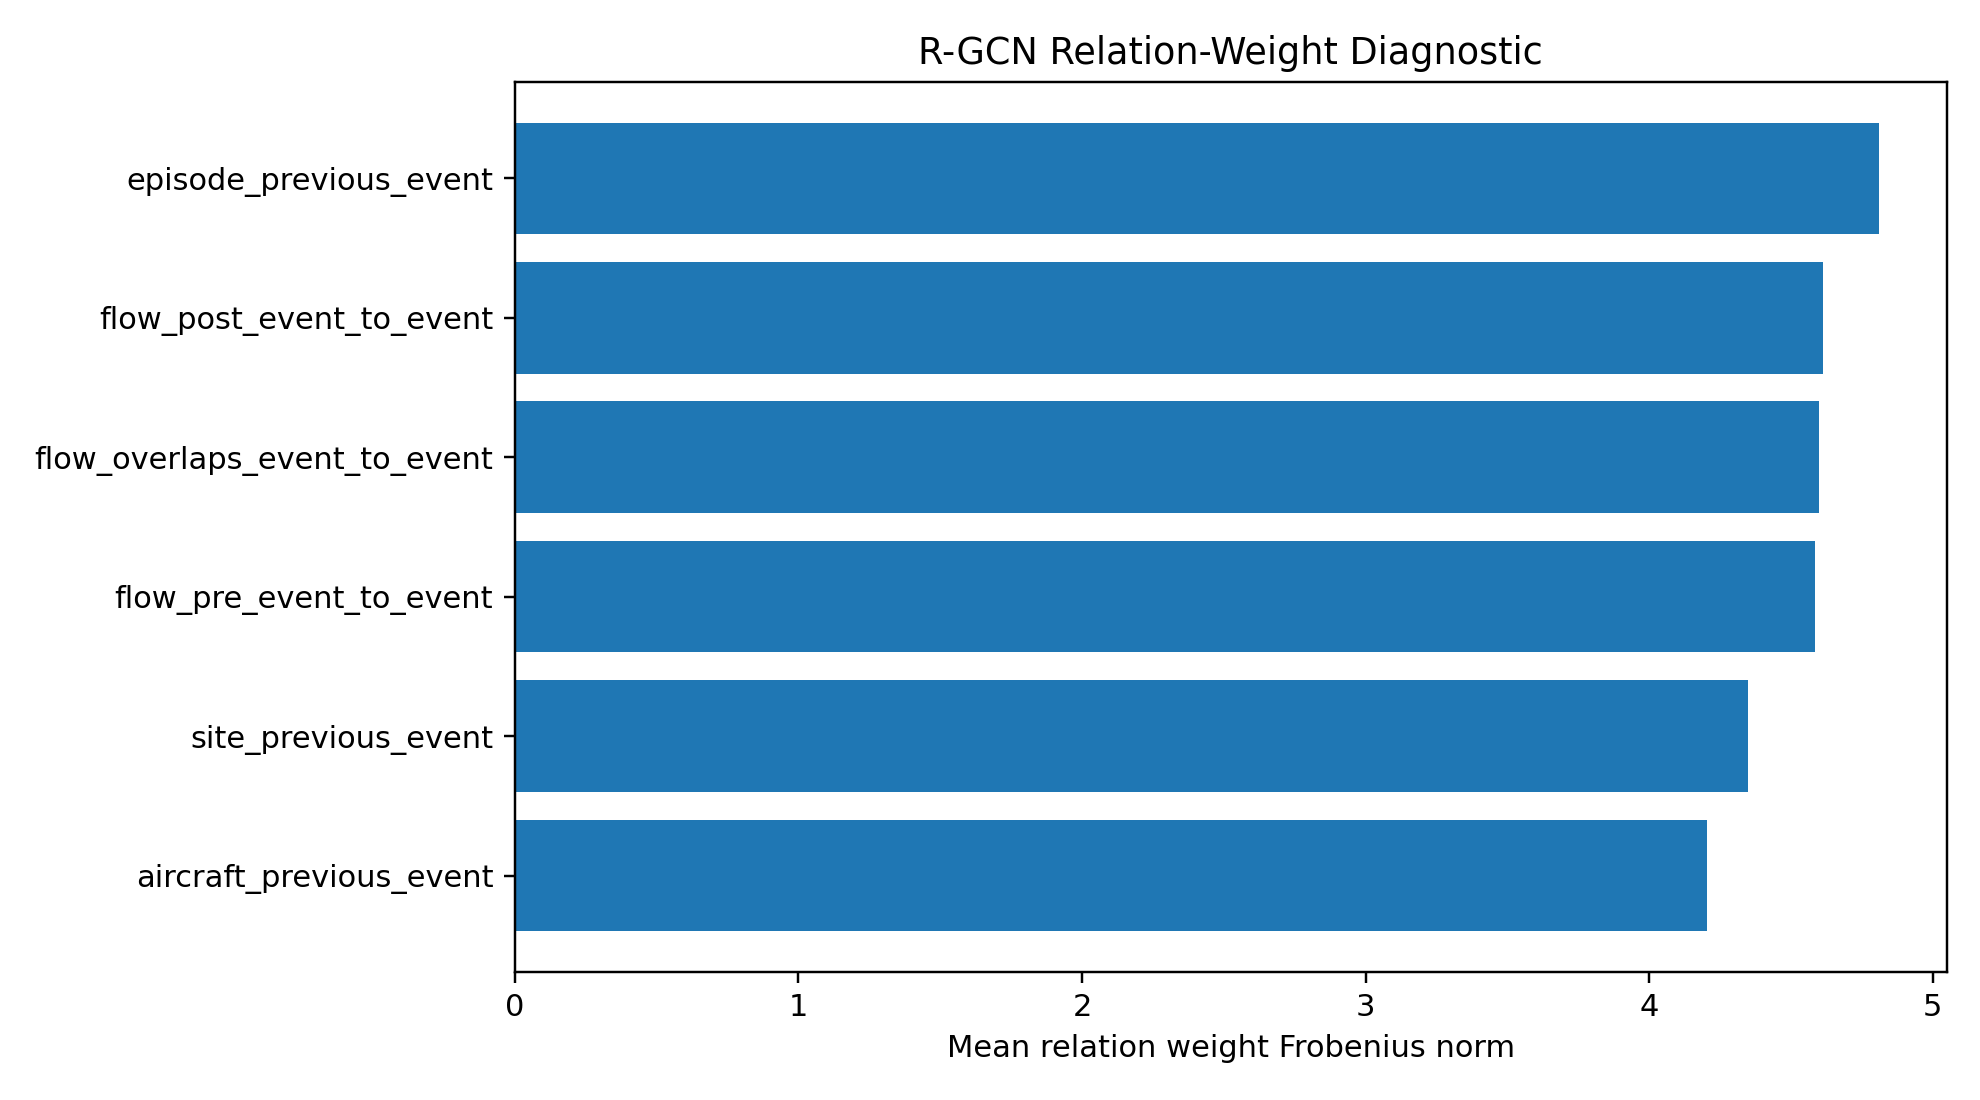 R-GCN Relation-Weight Diagnostic
episode_previous_event
flow_post_event_to_event
flow_overlaps_event_to_event
flow_pre_event_to_event
site_previous_event
aircraft_previous_event
0 1 2 3 4 5
Mean relation weight Frobenius norm